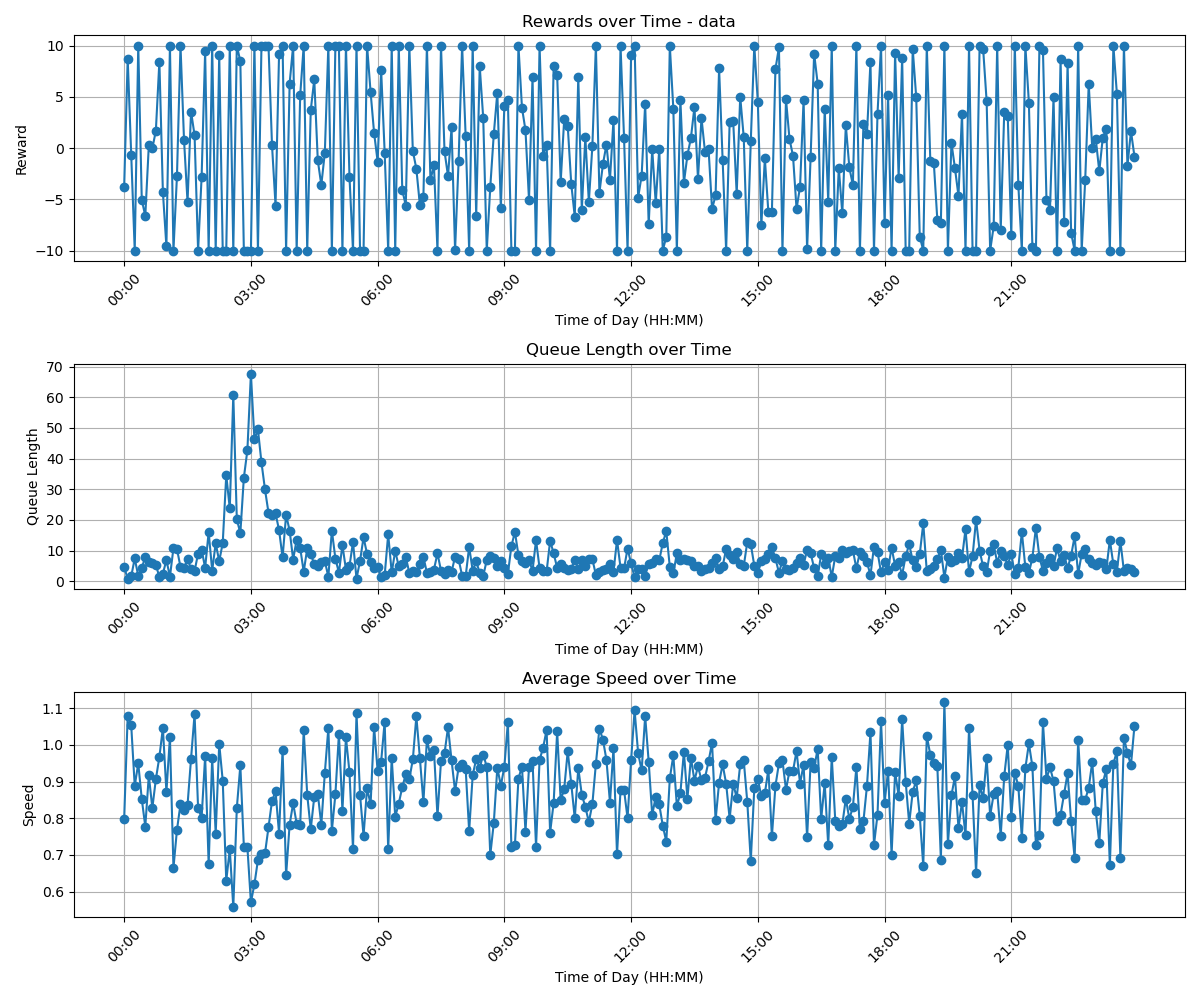 Rewards over Time - data
10
5
0
−5
−10
Reward
00:00 03:00 06:00 09:00 12:00 15:00 18:00 21:00
Time of Day (HH:MM)
Queue Length over Time
70
60
50
40
30
20
10
0
Queue Length
00:00 03:00 06:00 09:00 12:00 15:00 18:00 21:00
Time of Day (HH:MM)
Average Speed over Time
1.1
1.0
0.9
0.8
0.7
0.6
Speed
00:00 03:00 06:00 09:00 12:00 15:00 18:00 21:00
Time of Day (HH:MM)